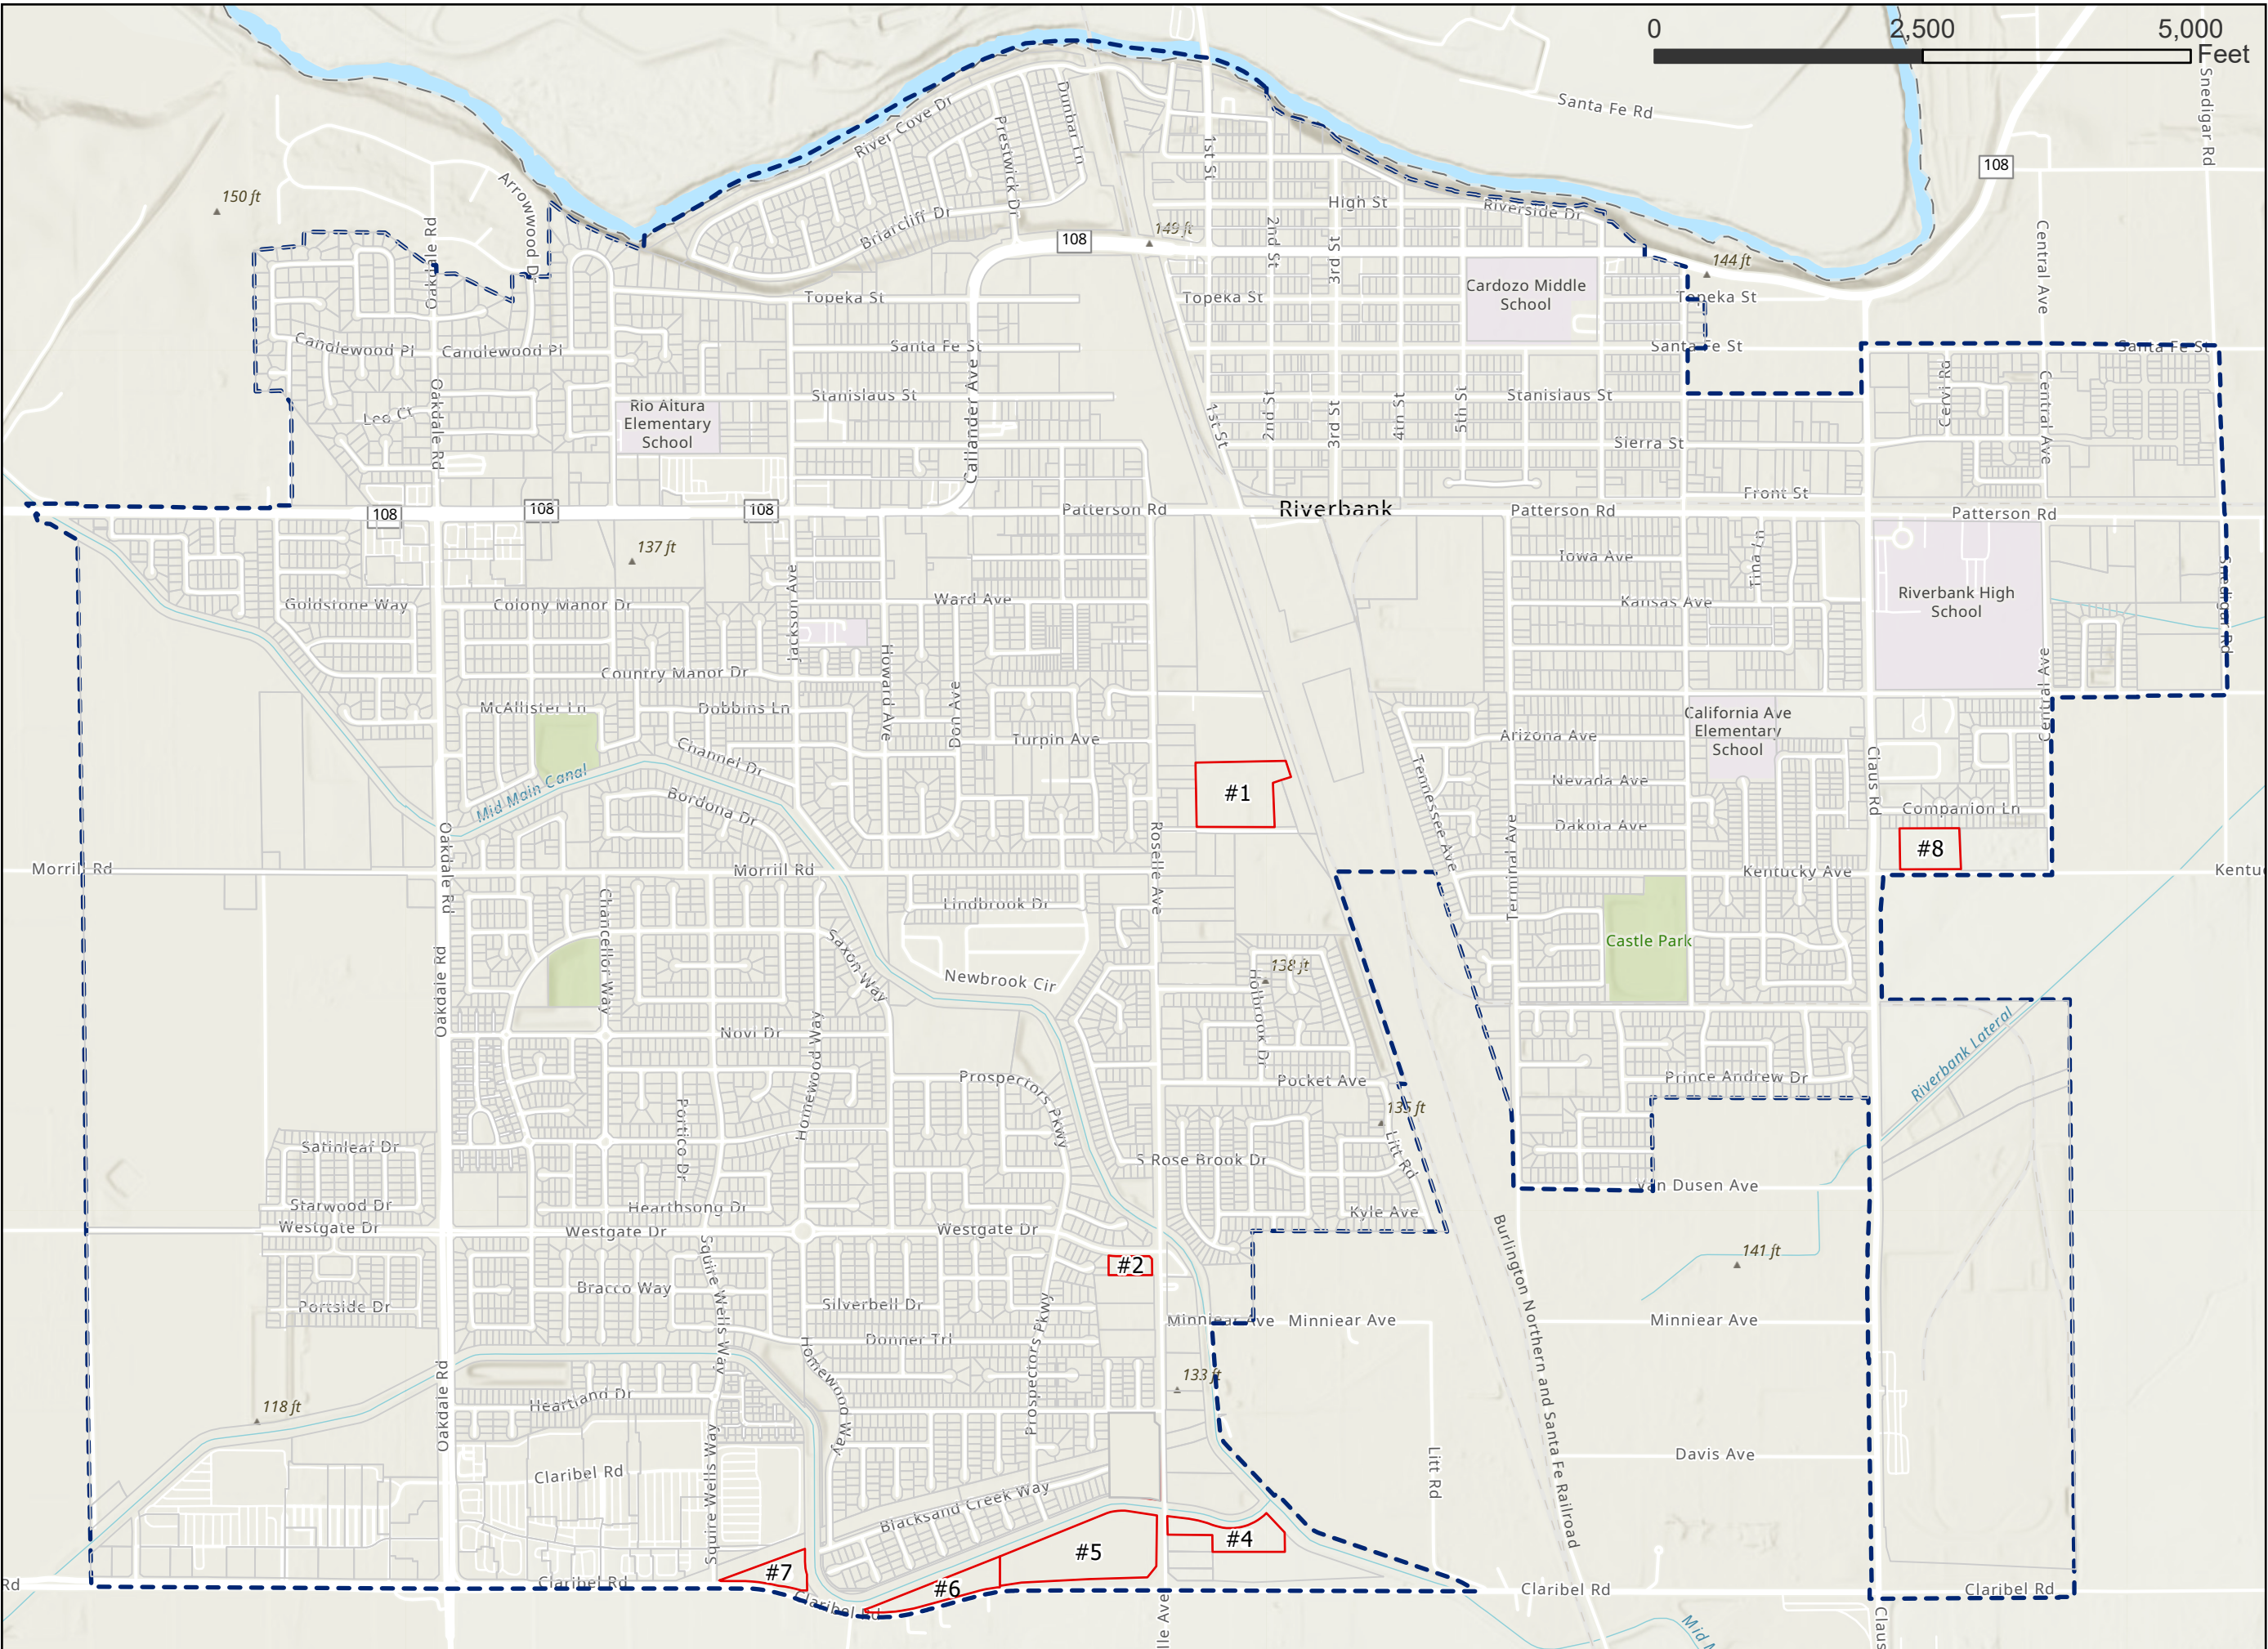 0 2,500 5,000
Feet
Santa Fe Rd
Snedigar Rd
108
River Cove Dr
Prestwick Dr
Dunbar Ln
1st St
150 ft
Arrowwood Dr
Oakdale Rd
Briarcliff Dr
108
149 ft
2nd St
3rd St
High St
Riverside Dr
Central Ave
144 ft
Cardozo Middle
School
Topeka St
Topeka St
Topeka St
Candlewood Pl
Candlewood Pl
Santa Fe St
Santa Fe St
Santa Fe St
Callander Ave
Stanislaus St
Stanislaus St
Cervi Rd
Central Ave
Oakdale Rd
Rio Altura
Elementary
School
1st St
2nd St
3rd St
4th St
5th St
Sierra St
Front St
108
108
108
Patterson Rd
Riverbank
Patterson Rd
Patterson Rd
137 ft
Iowa Ave
Tina Ln
Jackson Ave
Goldstone Way
Colony Manor Dr
Ward Ave
Kansas Ave
Riverbank High
School
Snedigar Rd
Country Manor Dr
Howard Ave
Don Ave
Central Ave
McAllister Ln
Dobbins Ln
California Ave
Elementary
School
Turpin Ave
Arizona Ave
Channel Dr
Mid Main Canal
Tennessee Ave
Nevada Ave
Claus Rd
#1
Bordona Dr
Companion Ln
Dakota Ave
Terminal Ave
Oakdale Rd
Roselle Ave
#8
Morrill Rd
Morrill Rd
Kentucky Ave
Kentuc
Chancellor Way
Lindbrook Dr
Saxon Way
Castle Park
Oakdale Rd
138 ft
Newbrook Cir
Holbrook Dr
Novi Dr
Homewood Way
Riverbank Lateral
Prospectors Pkwy
Pocket Ave
Prince Andrew Dr
Portico Dr
135 ft
Litt Rd
Satinleaf Dr
S Rose Brook Dr
Van Dusen Ave
Starwood Dr
Hearthsong Dr
Kyle Ave
Westgate Dr
Westgate Dr
Westgate Dr
Squire Wells Way
#2
141 ft
Burlington Northern and Santa Fe Railroad
Bracco Way
Portside Dr
Silverbell Dr
Prospectors Pkwy
Minniear Ave
Minniear Ave
Minniear Ave
Donner Trl
Homewood Way
133 ft
Oakdale Rd
Heartland Dr
118 ft
Squire Wells Way
Claribel Rd
Litt Rd
Davis Ave
Blacksand Creek Way
#4
#5
#7
#6
Rd
Claribel Rd
Claribel Rd
Claribel Rd
Claribel Rd
lle Ave
Claus
Mid M